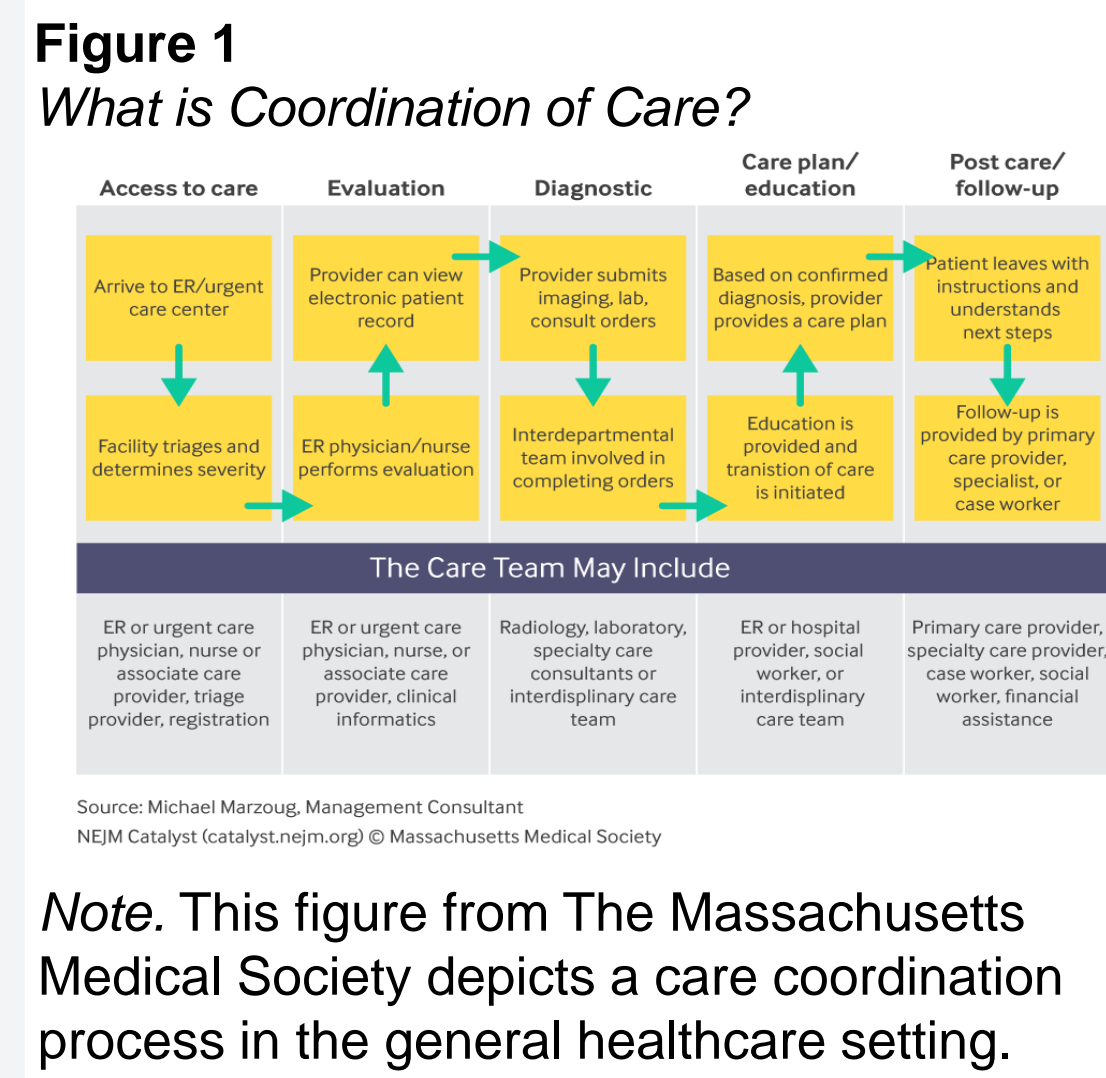 Figure 1
What is Coordination of Care?
Access to care
Evaluation
Diagnostic
Care plan/
education
Post care/
follow-up
Arrive to ER/urgent
care center
Provider can view
electronic patient
record
Provider submits
imaging, lab,
consult orders
Based on confirmed
diagnosis, provider
provides a care plan
Patient leaves with
instructions and
understands
next steps
Facility triages and
determines severity
ER physician/nurse
performs evaluation
Interdepartmental
team involved in
completing orders
Education is
provided and
tranistion of care
is initiated
Follow-up is
provided by primary
care provider,
specialist, or
case worker
The Care Team May Include
ER or urgent care
physician, nurse or
associate care
provider, triage
provider, registration
ER or urgent care
physician, nurse, or
associate care
provider, clinical
informatics
Radiology, laboratory,
specialty care
consultants or
interdisplinary care
team
ER or hospital
provider, social
worker, or
interdisplinary
care team
Primary care provider,
specialty care provider,
case worker, social
worker, financial
assistance
Source: Michael Marzoug, Management Consultant
NEJM Catalyst (catalyst.nejm.org) © Massachusetts Medical Society
Note. This figure from The Massachusetts
Medical Society depicts a care coordination
process in the general healthcare setting.